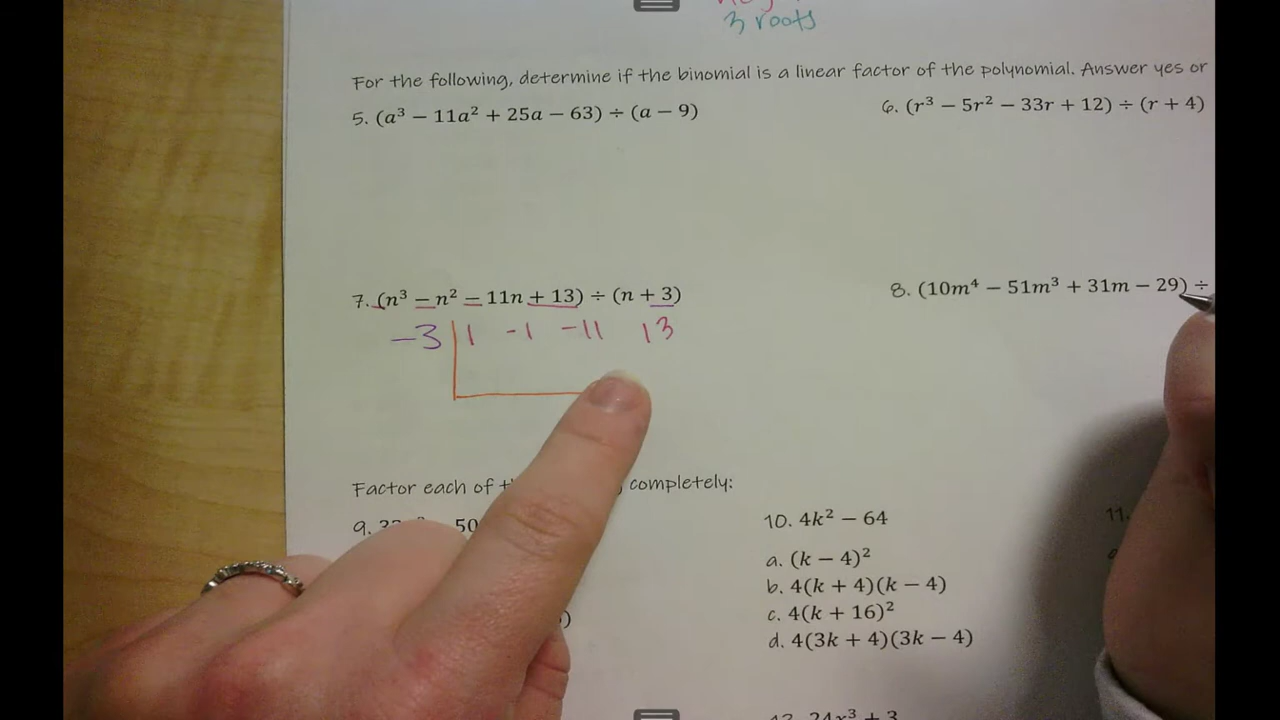 3 roots
For the following, determine if the binomial is a linear factor of the polynomial. Answer yes or
5. (a³ − 11a² + 25a − 63) ÷ (a − 9)
6. (r³ − 5r² − 33r + 12) ÷ (r + 4)
7. (n³ − n² − 11n + 13) ÷ (n + 3)
8. (10m⁴ − 51m³ + 31m − 29) ÷
-3 | 1 -1 -11 13
Factor each of completely:
9. 50
10. 4k² − 64
11.
a. (k − 4)²
b. 4(k + 4)(k − 4)
c. 4(k + 16)²
d. 4(3k + 4)(3k − 4)